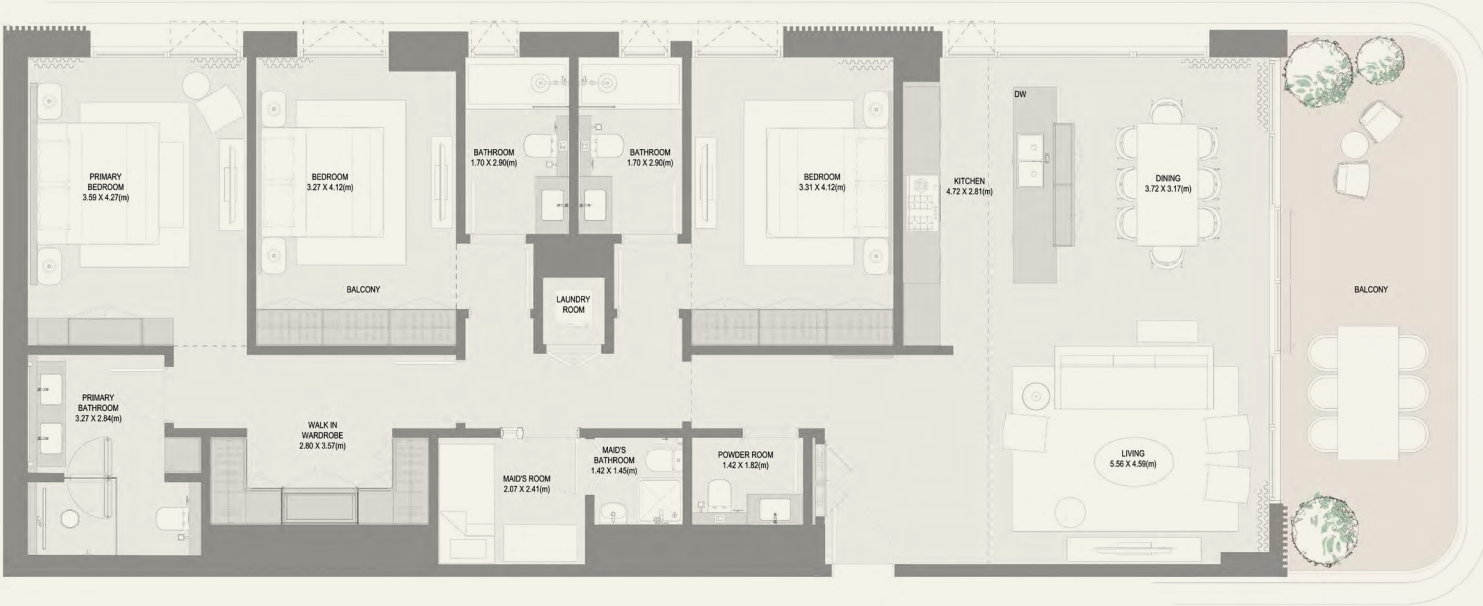 PRIMARY
BEDROOM
3.59 X 4.27(m)
BEDROOM
3.27 X 4.12(m)
BALCONY
BATHROOM
1.70 X 2.90(m)
BATHROOM
1.70 X 2.90(m)
LAUNDRY
ROOM
BEDROOM
3.31 X 4.12(m)
KITCHEN
4.72 X 2.81(m)
DW
DINING
3.72 X 3.17(m)
BALCONY
PRIMARY
BATHROOM
3.27 X 2.84(m)
WALK IN
WARDROBE
2.80 X 3.57(m)
MAID'S ROOM
2.07 X 2.41(m)
MAID'S
BATHROOM
1.42 X 1.45(m)
POWDER ROOM
1.42 X 1.82(m)
LIVING
5.56 X 4.59(m)